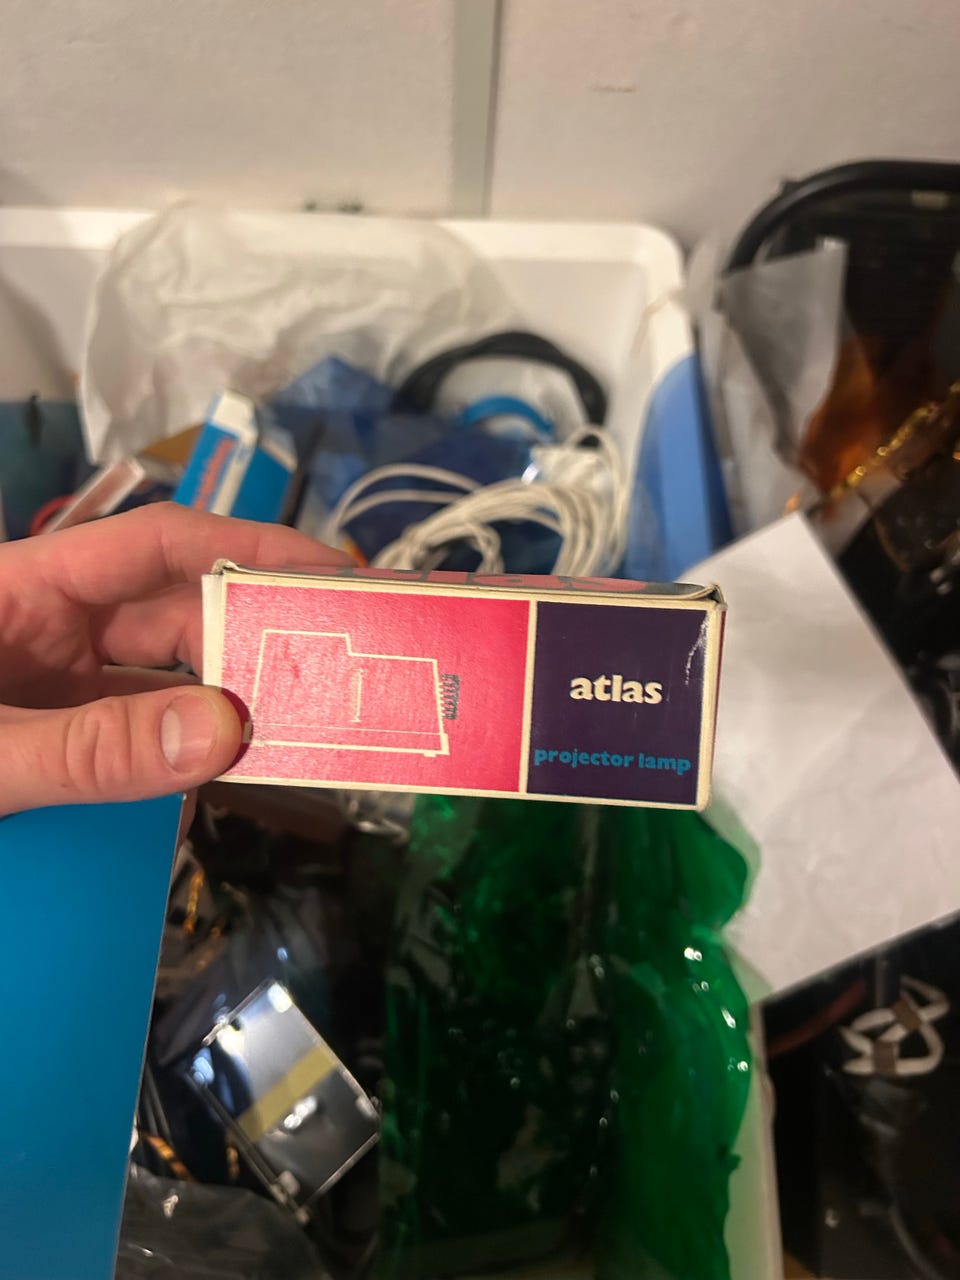 atlas
projector lamp